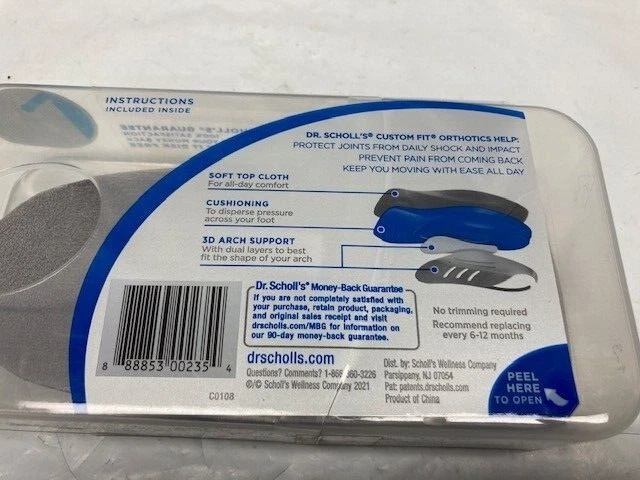 INSTRUCTIONS
INCLUDED INSIDE
DR. SCHOLL'S® CUSTOM FIT® ORTHOTICS HELP:
PROTECT JOINTS FROM DAILY SHOCK AND IMPACT
PREVENT PAIN FROM COMING BACK
KEEP YOU MOVING WITH EASE ALL DAY
SOFT TOP CLOTH
For all-day comfort
CUSHIONING
To disperse pressure
across your foot
3D ARCH SUPPORT
With dual layers to best
fit the shape of your arch
Dr. Scholl's® Money-Back Guarantee
If you are not completely satisfied with
your purchase, retain product, packaging,
and original sales receipt and visit
drscholls.com/MBG for information on
our 90-day money-back guarantee.
No trimming required
Recommend replacing
every 6-12 months
8 88853 00235 4
C0108
drscholls.com
Questions? Comments? 1-866-360-3226
®/© Scholl's Wellness Company 2021
Dist. by: Scholl's Wellness Company
Parsippany, NJ 07054
Pat: patents.drscholls.com
Product of China
PEEL
HERE
TO OPEN